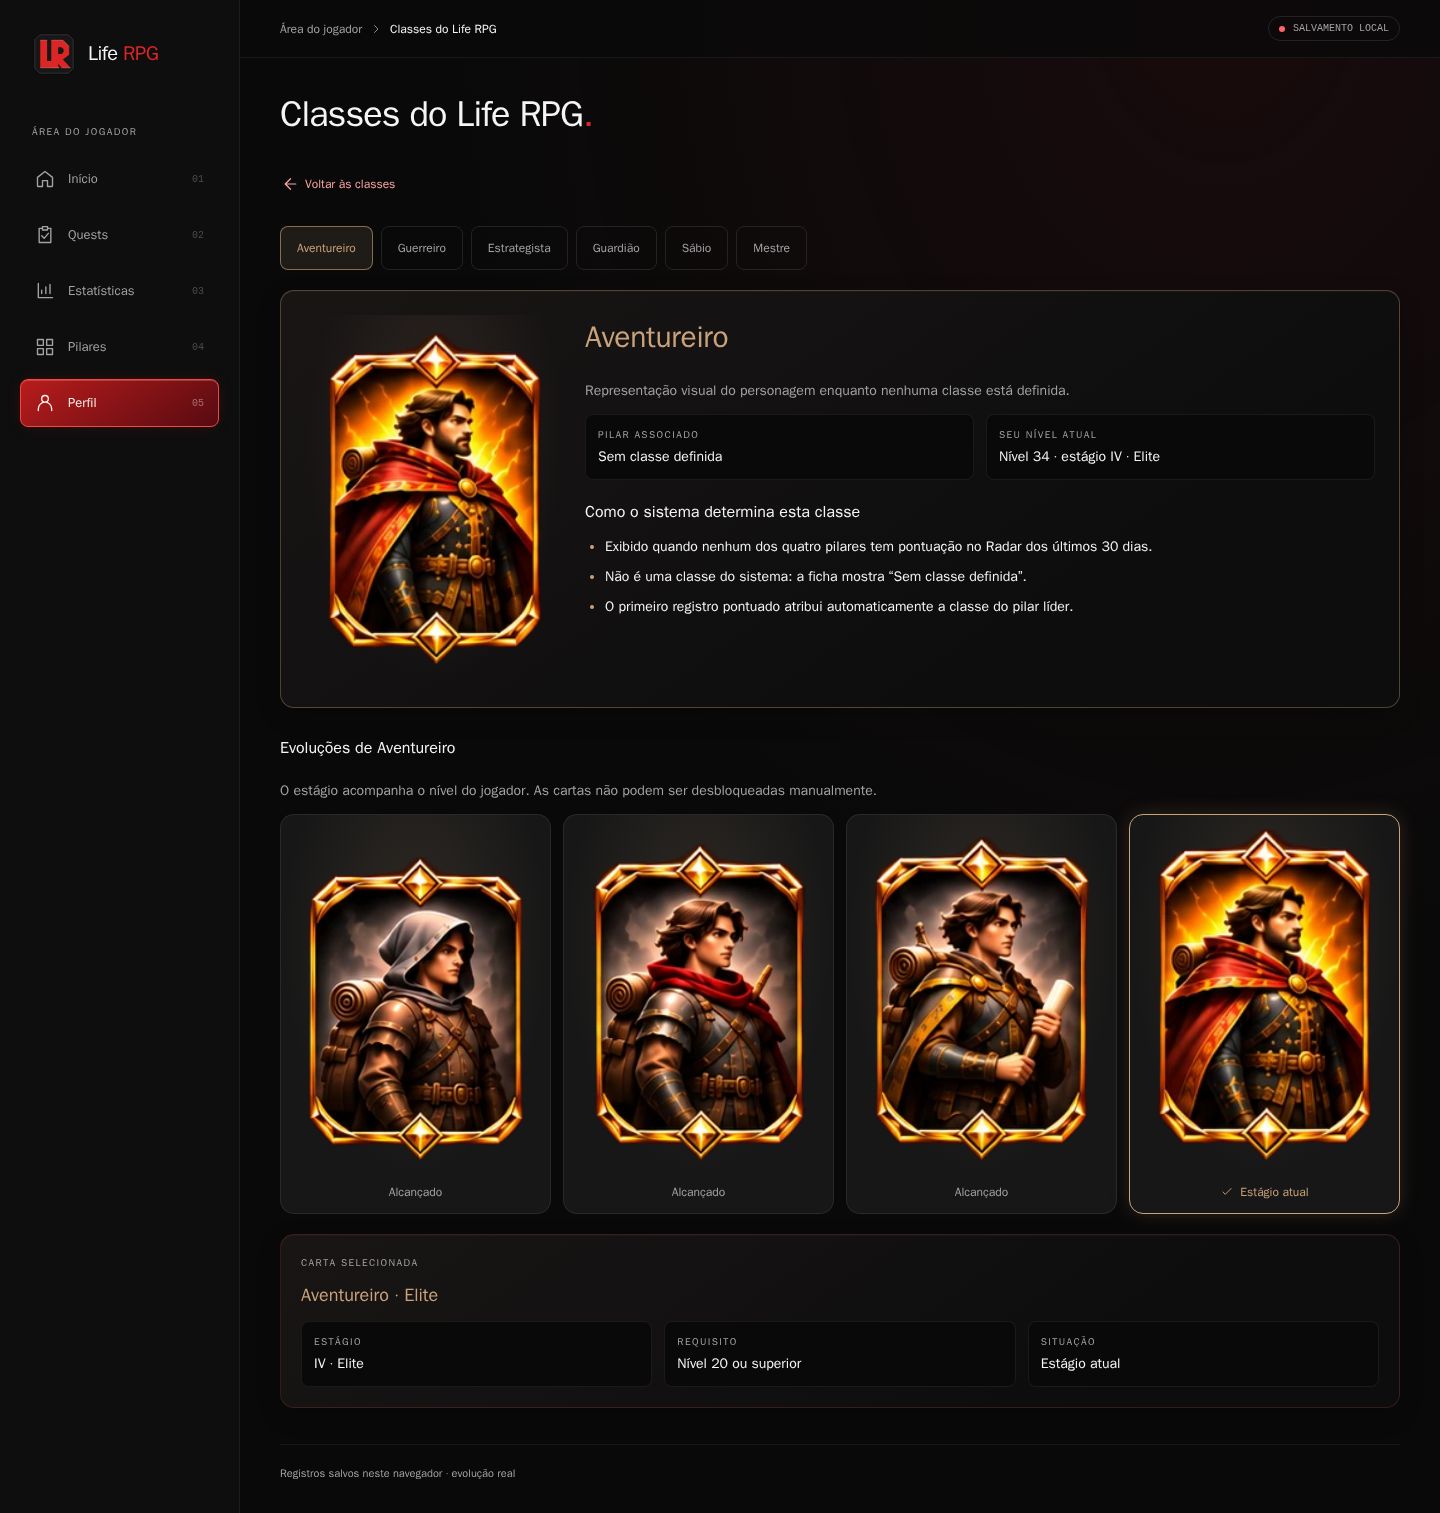 Life RPG
ÁREA DO JOGADOR
Início 01
Quests 02
Estatísticas 03
Pilares 04
Perfil 05
Área do jogador > Classes do Life RPG
SALVAMENTO LOCAL
Classes do Life RPG.
Voltar às classes
Aventureiro Guerreiro Estrategista Guardião Sábio Mestre
Aventureiro
Representação visual do personagem enquanto nenhuma classe está definida.
PILAR ASSOCIADO
Sem classe definida
SEU NÍVEL ATUAL
Nível 34 · estágio IV · Elite
Como o sistema determina esta classe
• Exibido quando nenhum dos quatro pilares tem pontuação no Radar dos últimos 30 dias.
• Não é uma classe do sistema: a ficha mostra “Sem classe definida”.
• O primeiro registro pontuado atribui automaticamente a classe do pilar líder.
Evoluções de Aventureiro
O estágio acompanha o nível do jogador. As cartas não podem ser desbloqueadas manualmente.
Alcançado
Alcançado
Alcançado
Estágio atual
CARTA SELECIONADA
Aventureiro · Elite
ESTÁGIO
IV · Elite
REQUISITO
Nível 20 ou superior
SITUAÇÃO
Estágio atual
Registros salvos neste navegador · evolução real